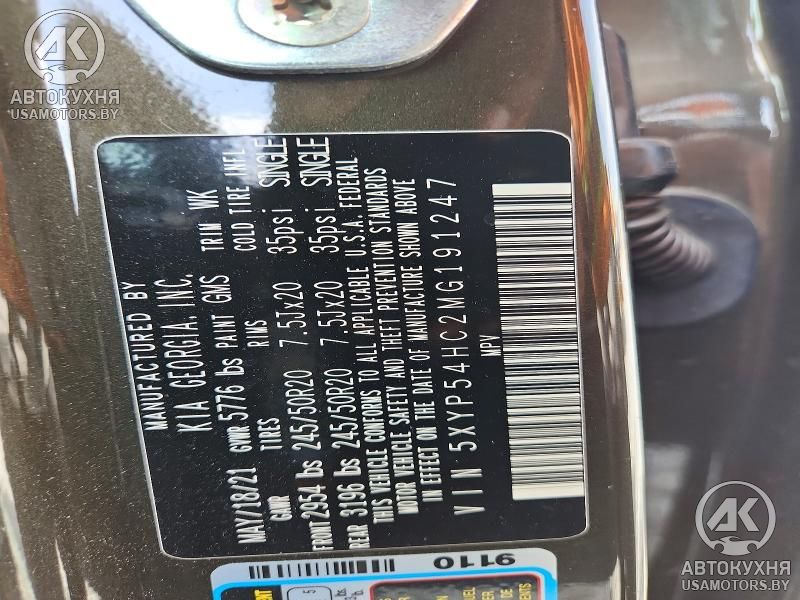 MANUFACTURED BY
KIA GEORGIA, INC.
MAY/18/21 GVWR 5776 lbs PAINT GMS TRIM WK
GAWR TIRES RIMS COLD TIRE INFL.
FRONT 2954 lbs 245/50R20 7.5Jx20 35psi SINGLE
REAR 3196 lbs 245/50R20 7.5Jx20 35psi SINGLE
THIS VEHICLE CONFORMS TO ALL APPLICABLE U.S.A. FEDERAL
MOTOR VEHICLE SAFETY AND THEFT PREVENTION STANDARDS
IN EFFECT ON THE DATE OF MANUFACTURE SHOWN ABOVE
VIN 5XYP54HC2MG191247
MPV
9110
5
AK
АВТОКУХНЯ
USAMOTORS.BY
AK
АВТОКУХНЯ
USAMOTORS.BY